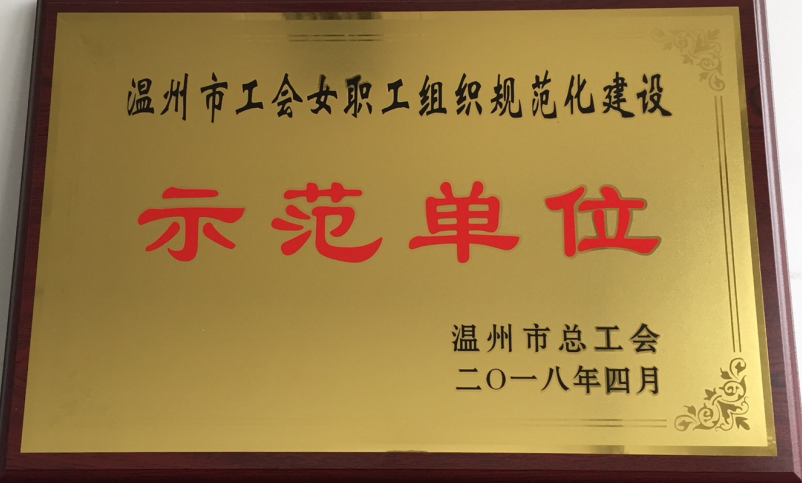 温州市工会女职工组织规范化建设
示范单位
温州市总工会
二〇一八年四月